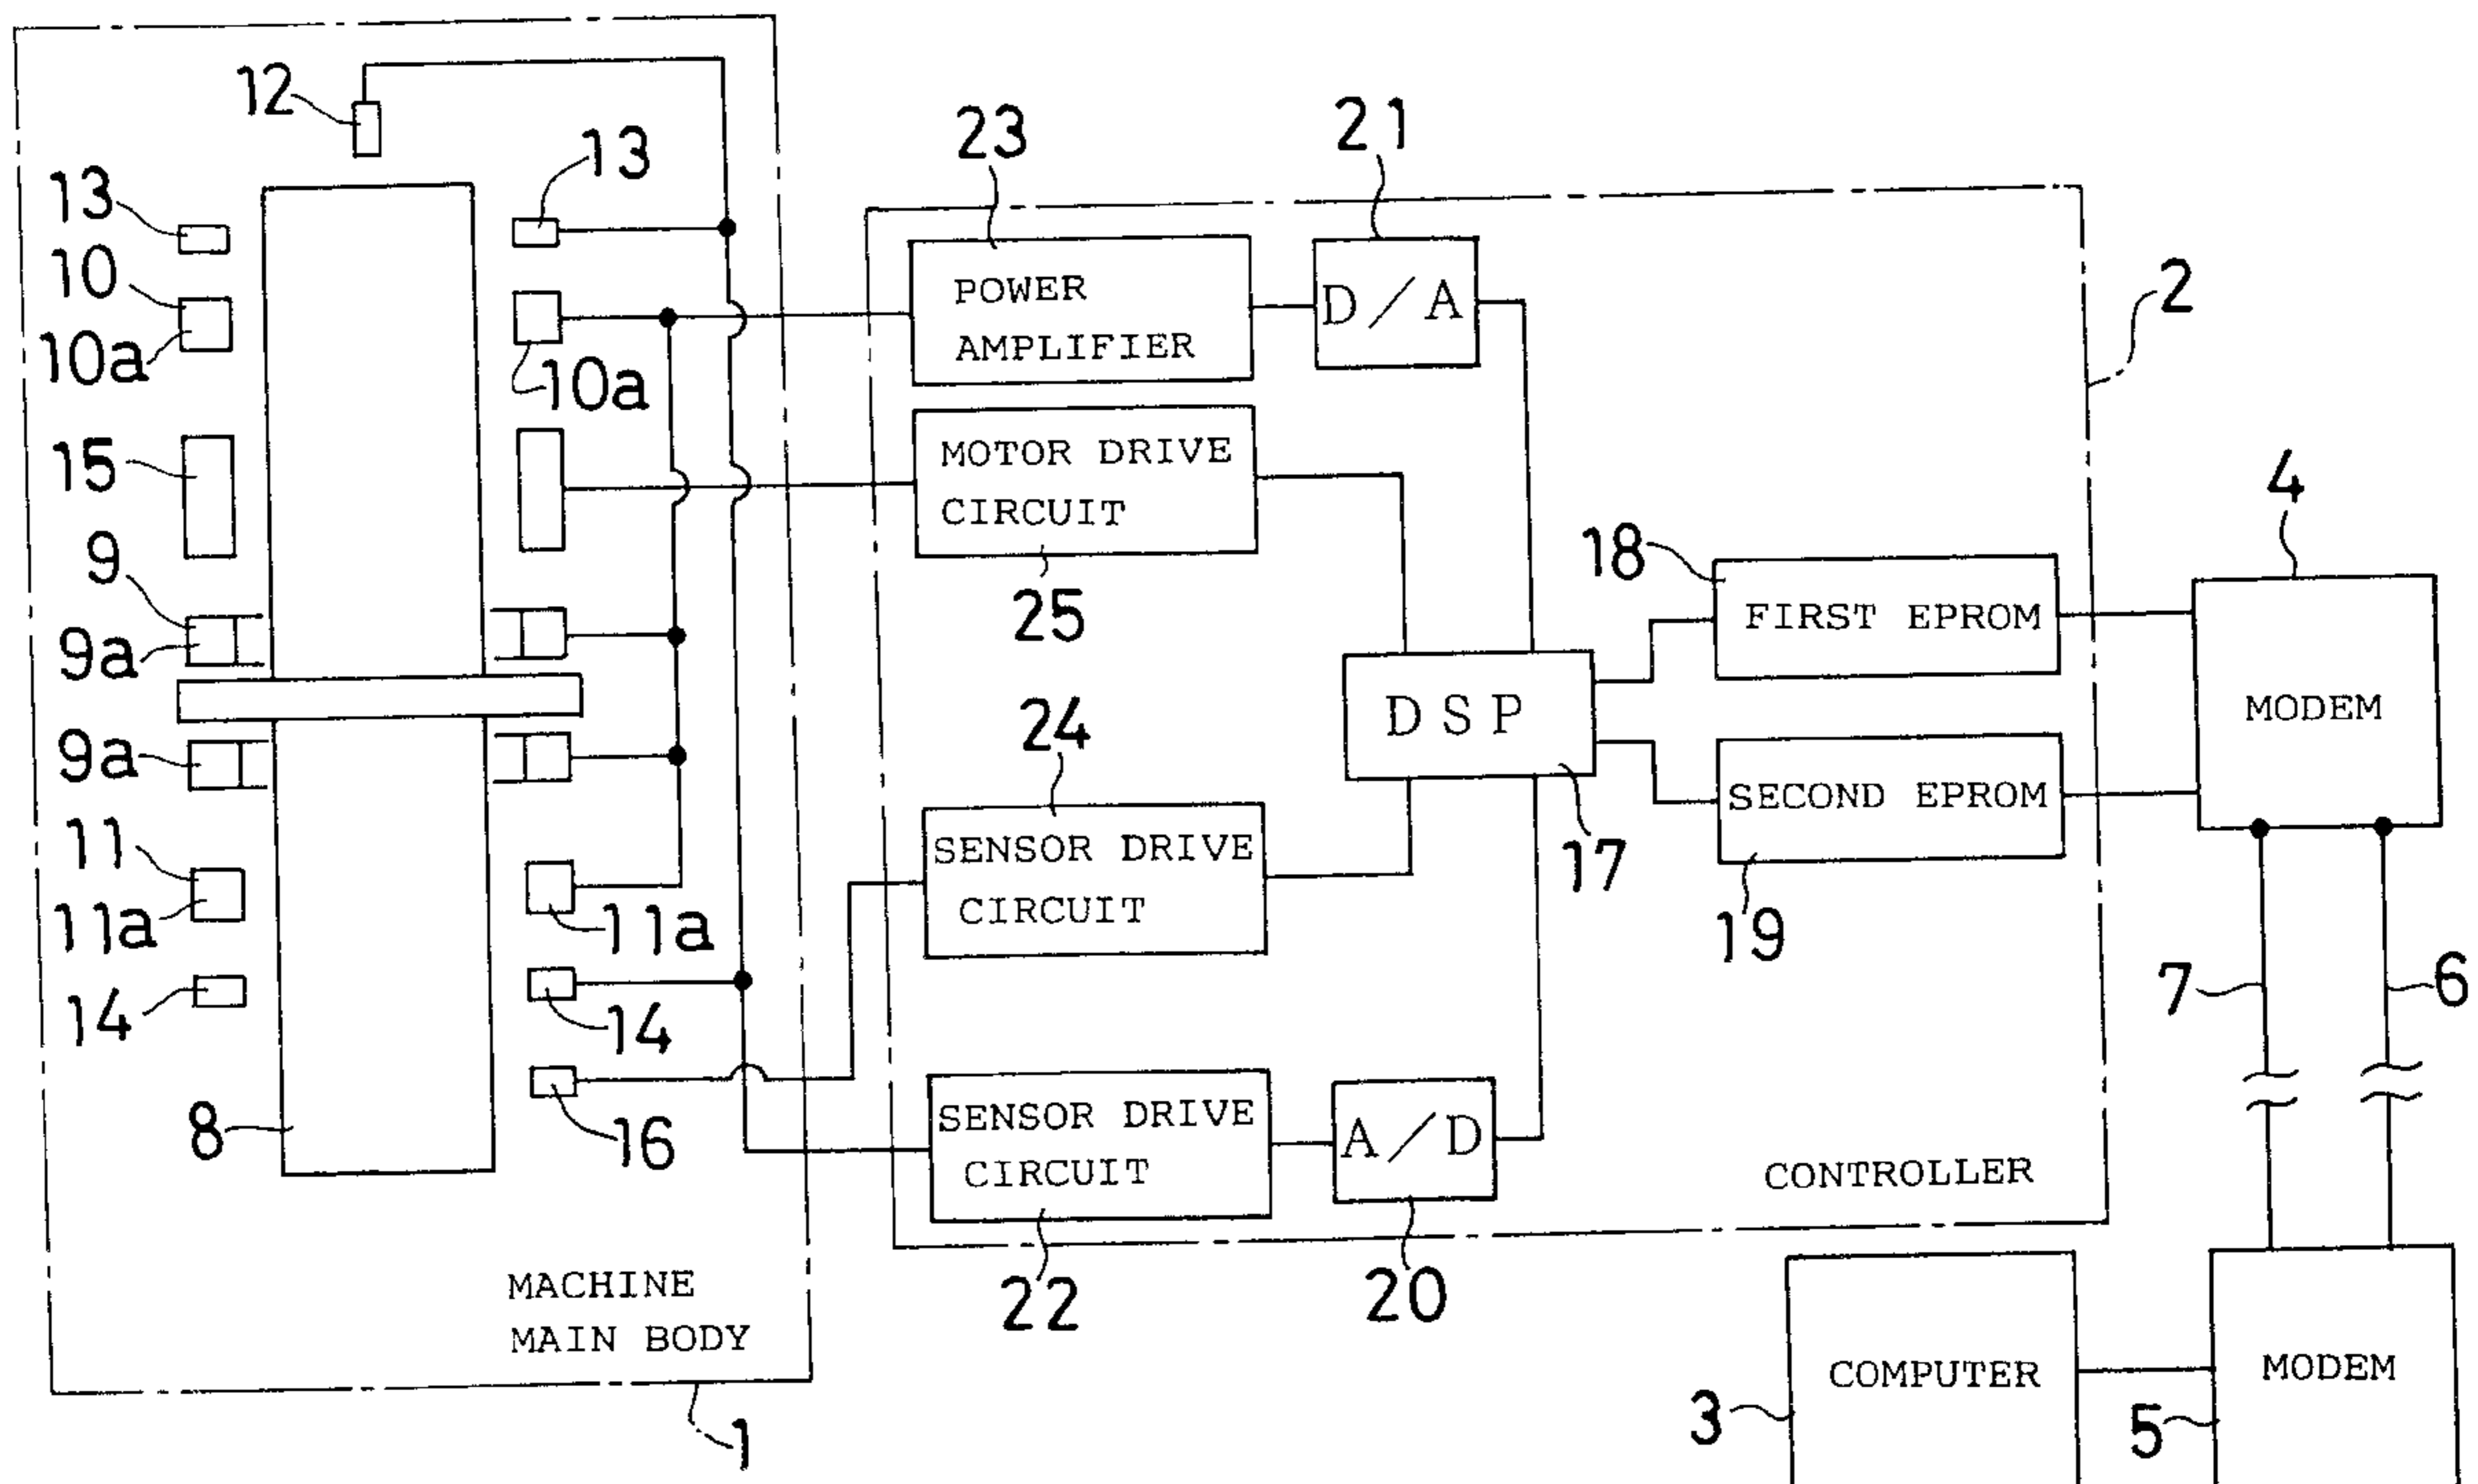 12
13
23
21
13
10
10a
10a
POWER
AMPLIFIER
D/A
2
15
MOTOR DRIVE
CIRCUIT
25
4
9
9a
18
FIRST EPROM
MODEM
DSP
9a
24
SECOND EPROM
17
19
11
11a
11a
SENSOR DRIVE
CIRCUIT
14
14
7
6
8
16
SENSOR DRIVE
CIRCUIT
A/D
CONTROLLER
22
20
MACHINE
MAIN BODY
1
COMPUTER
3
MODEM
5